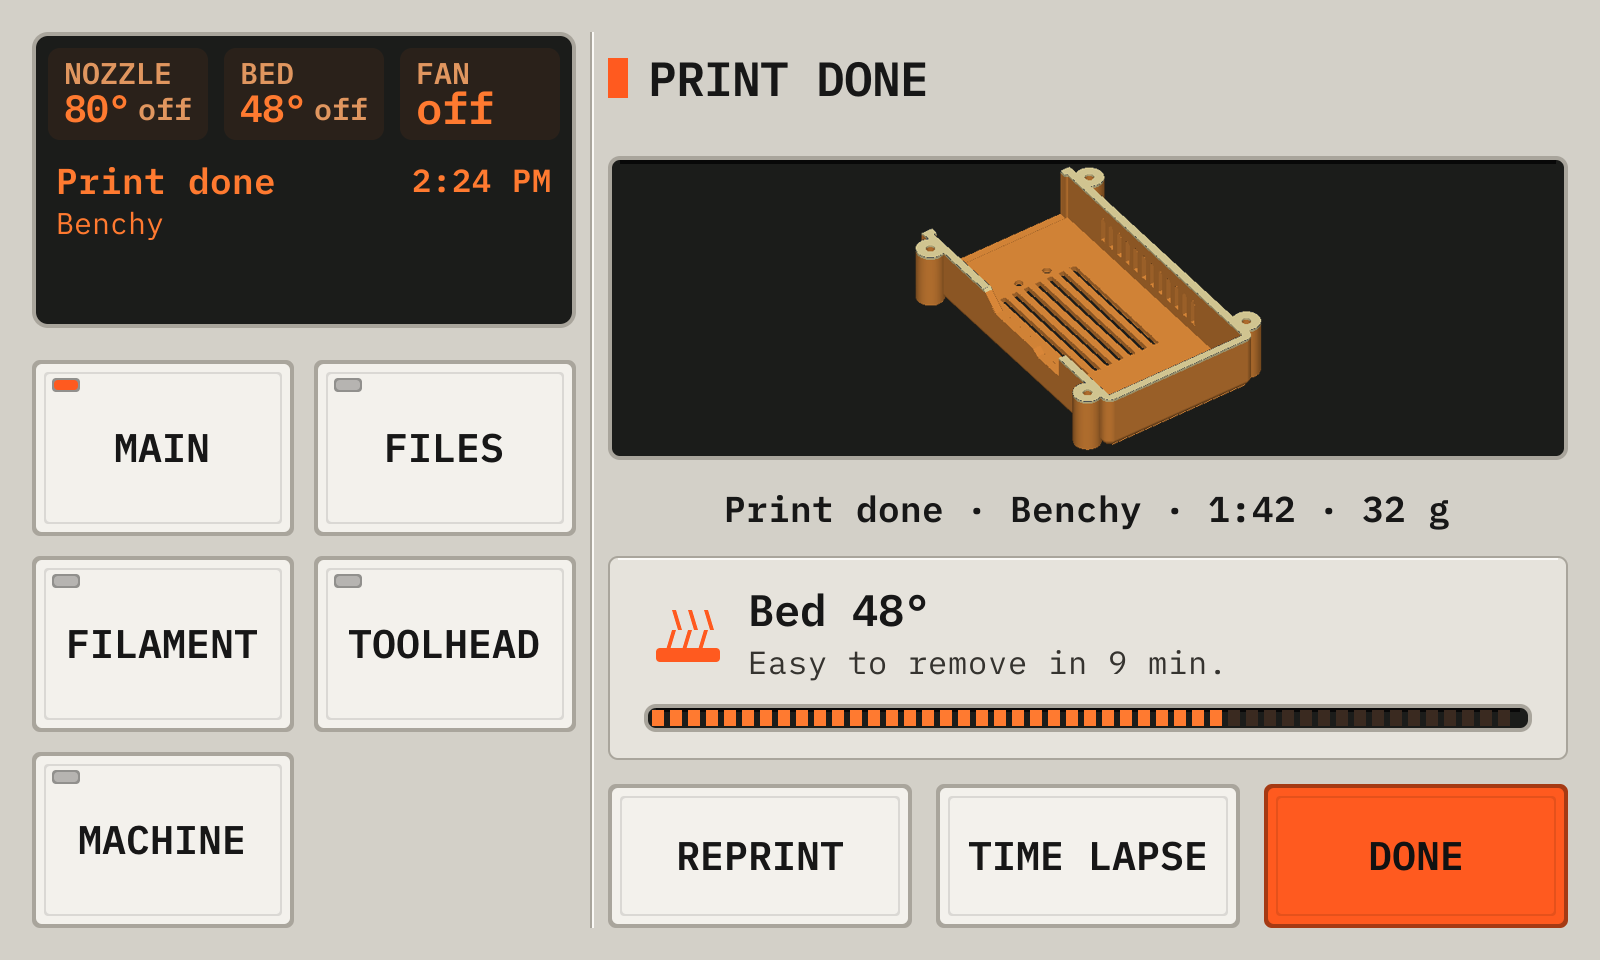 NOZZLE
80° off
BED
48° off
FAN
off
Print done
2:24 PM
Benchy
MAIN
FILES
FILAMENT
TOOLHEAD
MACHINE
PRINT DONE
Print done · Benchy · 1:42 · 32 g
Bed 48°
Easy to remove in 9 min.
REPRINT
TIME LAPSE
DONE